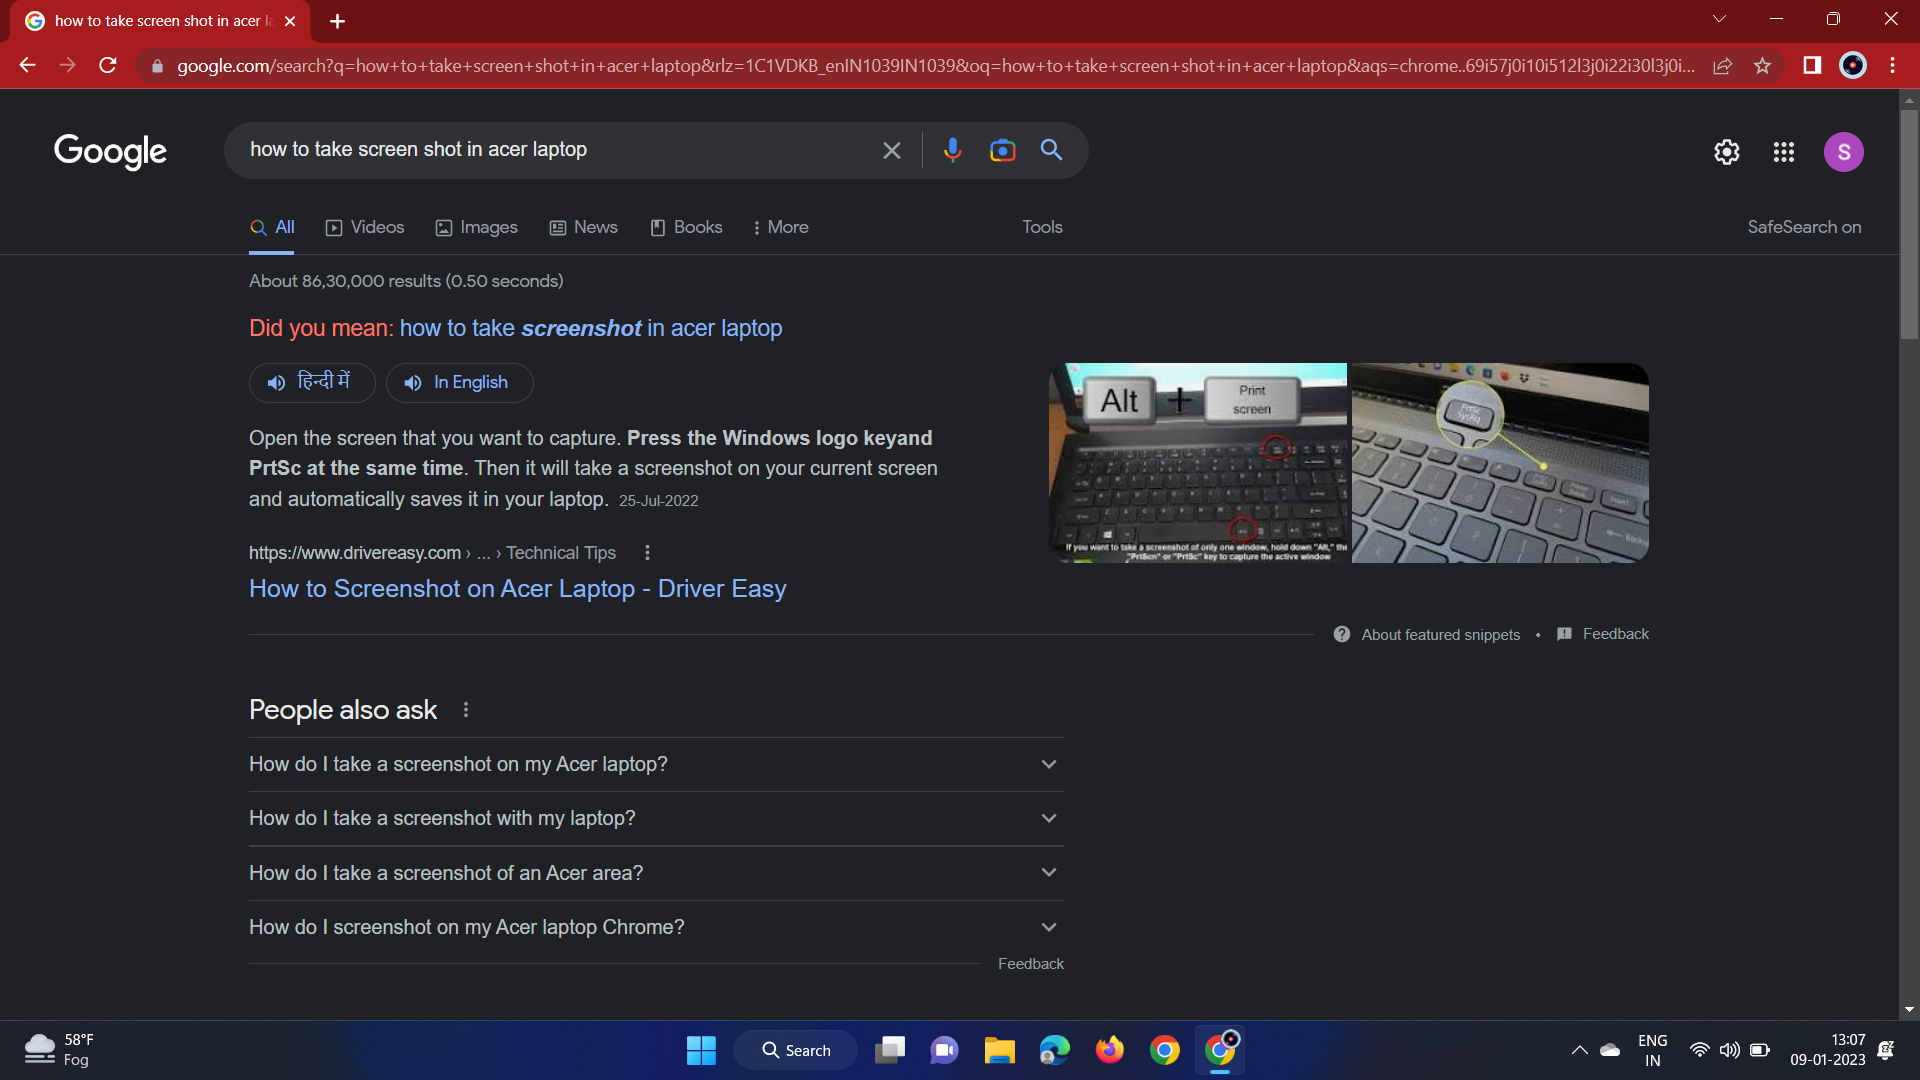 how to take screen shot in acer la
google.com/search?q=how+to+take+screen+shot+in+acer+laptop&rlz=1C1VDKB_enIN1039IN1039&oq=how+to+take+screen+shot+in+acer+laptop&aqs=chrome..69i57j0i10i512l3j0i22i30l3j0i...
Google
how to take screen shot in acer laptop
S
All Videos Images News Books More Tools SafeSearch on
About 86,30,000 results (0.50 seconds)
Did you mean: how to take screenshot in acer laptop
हिन्दी में In English
Open the screen that you want to capture. Press the Windows logo keyand
PrtSc at the same time. Then it will take a screenshot on your current screen
and automatically saves it in your laptop. 25-Jul-2022
Alt + Print
screen
If you want to take a screenshot of only one window, hold down "Alt," the
"PrtScn" or "PrtSc" key to capture the active window
PrtSc
SysRq
https://www.drivereasy.com › ... › Technical Tips
How to Screenshot on Acer Laptop - Driver Easy
About featured snippets • Feedback
People also ask
How do I take a screenshot on my Acer laptop?
How do I take a screenshot with my laptop?
How do I take a screenshot of an Acer area?
How do I screenshot on my Acer laptop Chrome?
Feedback
58°F
Fog
Search
ENG
IN
13:07
09-01-2023